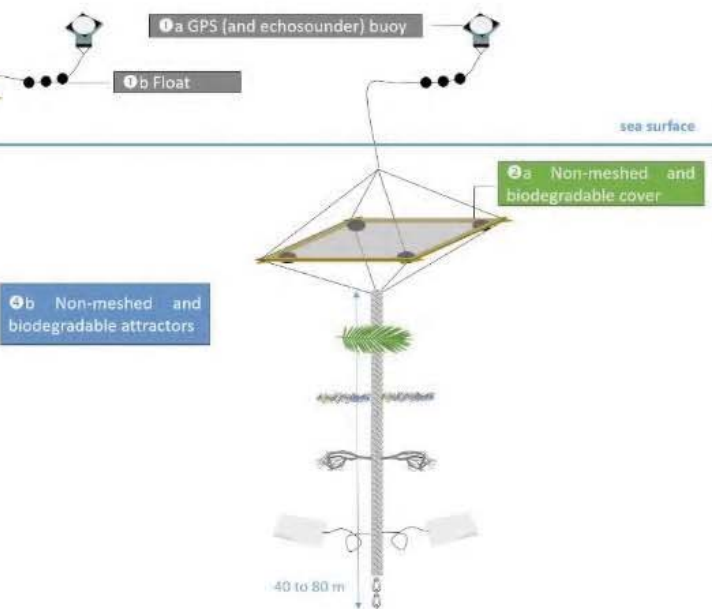 ❶a GPS (and echosounder) buoy
❶b Float
sea surface
❷a Non-meshed and
biodegradable cover
❹b Non-meshed and
biodegradable attractors
40 to 80 m